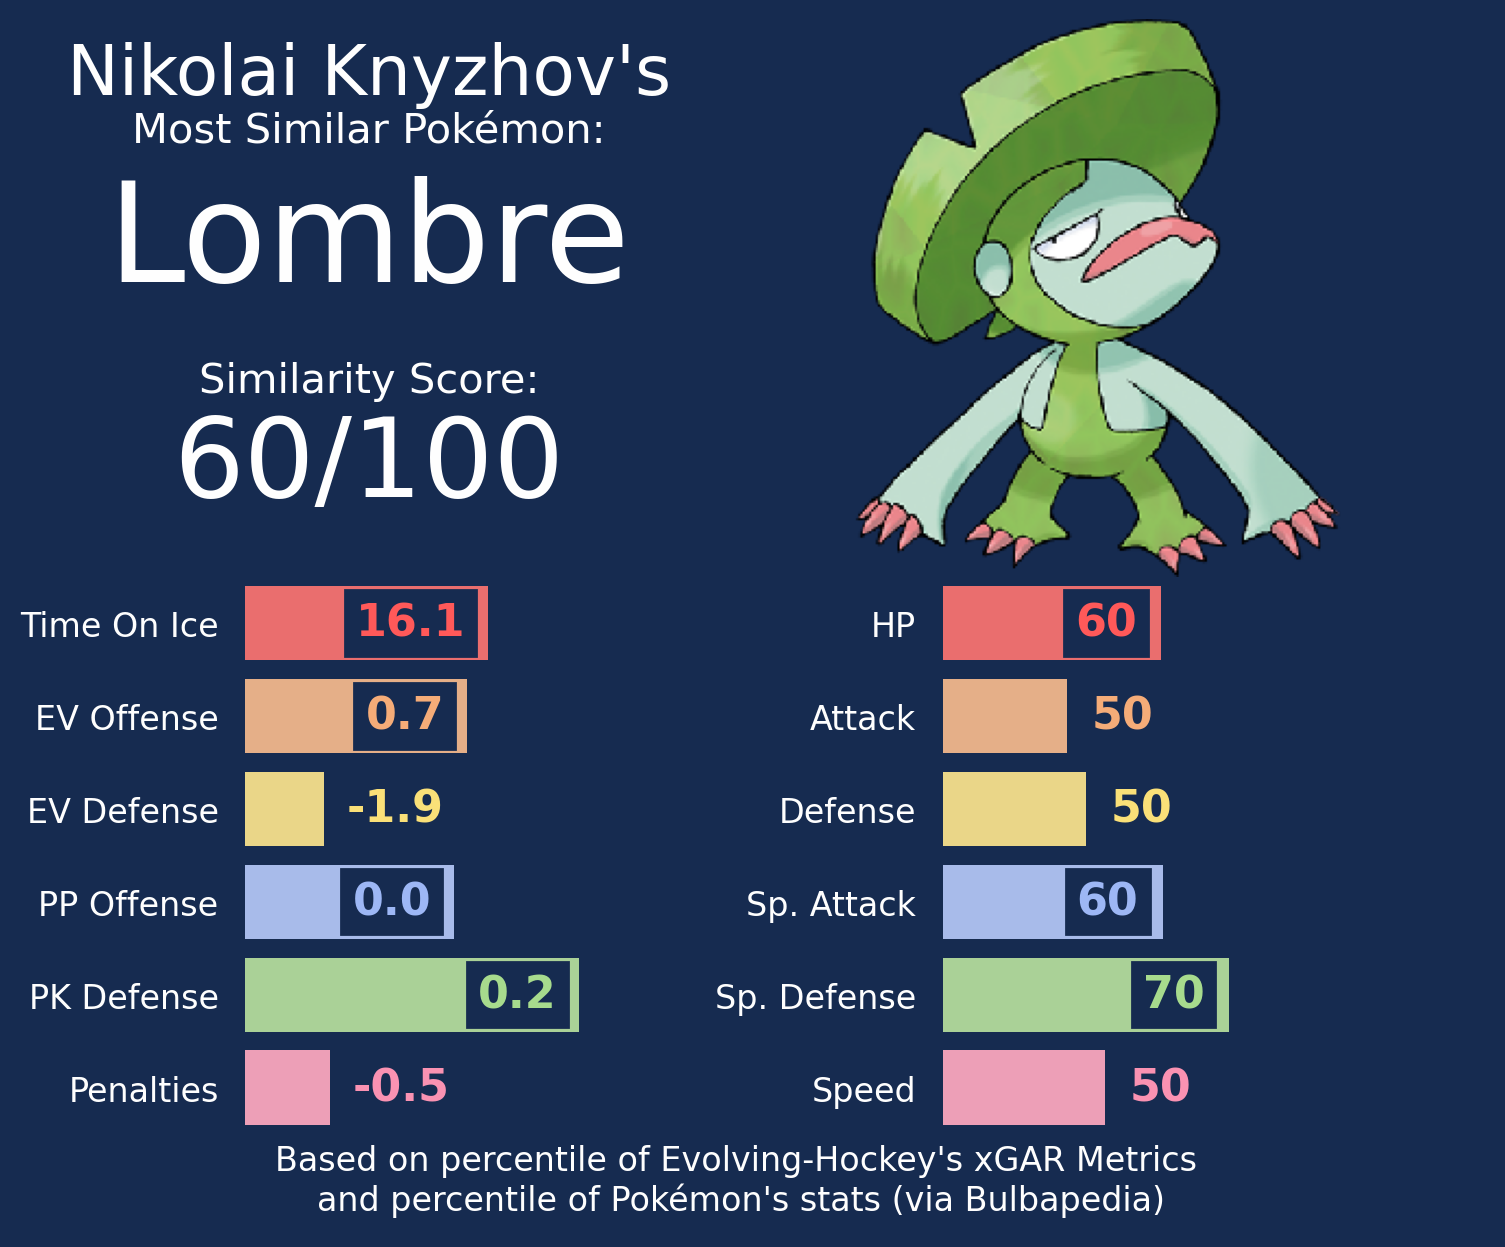 Nikolai Knyzhov's
Most Similar Pokémon:
Lombre
Similarity Score:
60/100
Time On Ice 16.1
EV Offense 0.7
EV Defense -1.9
PP Offense 0.0
PK Defense 0.2
Penalties -0.5
HP 60
Attack 50
Defense 50
Sp. Attack 60
Sp. Defense 70
Speed 50
Based on percentile of Evolving-Hockey's xGAR Metrics
and percentile of Pokémon's stats (via Bulbapedia)